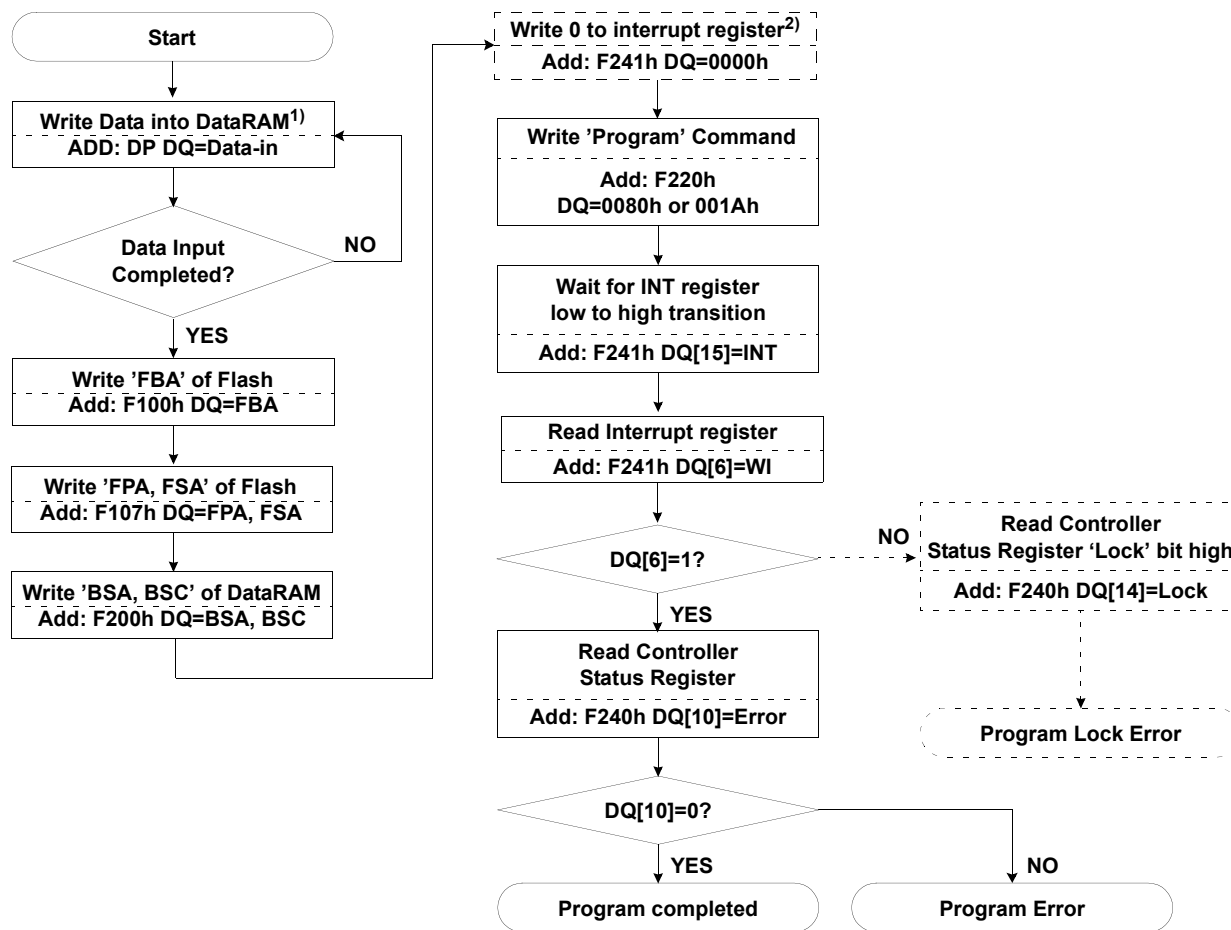 Start
Write Data into DataRAM1)
ADD: DP DQ=Data-in
Data Input
Completed?
NO
YES
Write ’FBA’ of Flash
Add: F100h DQ=FBA
Write ’FPA, FSA’ of Flash
Add: F107h DQ=FPA, FSA
Write ’BSA, BSC’ of DataRAM
Add: F200h DQ=BSA, BSC
Write 0 to interrupt register2)
Add: F241h DQ=0000h
Write ’Program’ Command
Add: F220h
DQ=0080h or 001Ah
Wait for INT register
low to high transition
Add: F241h DQ[15]=INT
Read Interrupt register
Add: F241h DQ[6]=WI
DQ[6]=1?
NO
YES
Read Controller
Status Register ‘Lock’ bit high
Add: F240h DQ[14]=Lock
Program Lock Error
Read Controller
Status Register
Add: F240h DQ[10]=Error
DQ[10]=0?
YES
NO
Program completed
Program Error